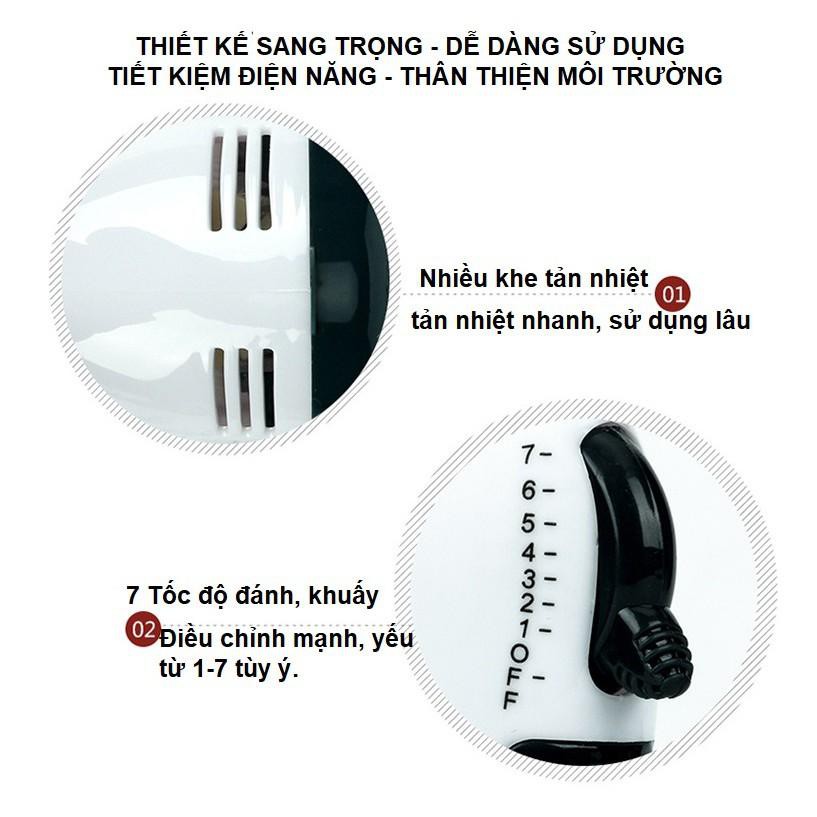 THIẾT KẾ SANG TRỌNG - DỄ DÀNG SỬ DỤNG
TIẾT KIỆM ĐIỆN NĂNG - THÂN THIỆN MÔI TRƯỜNG
Nhiều khe tản nhiệt
01
tản nhiệt nhanh, sử dụng lâu
7 Tốc độ đánh, khuấy
02
Điều chỉnh mạnh, yếu
từ 1-7 tùy ý.
7-
6-
5-
4-
3-
2-
1-
OFF-